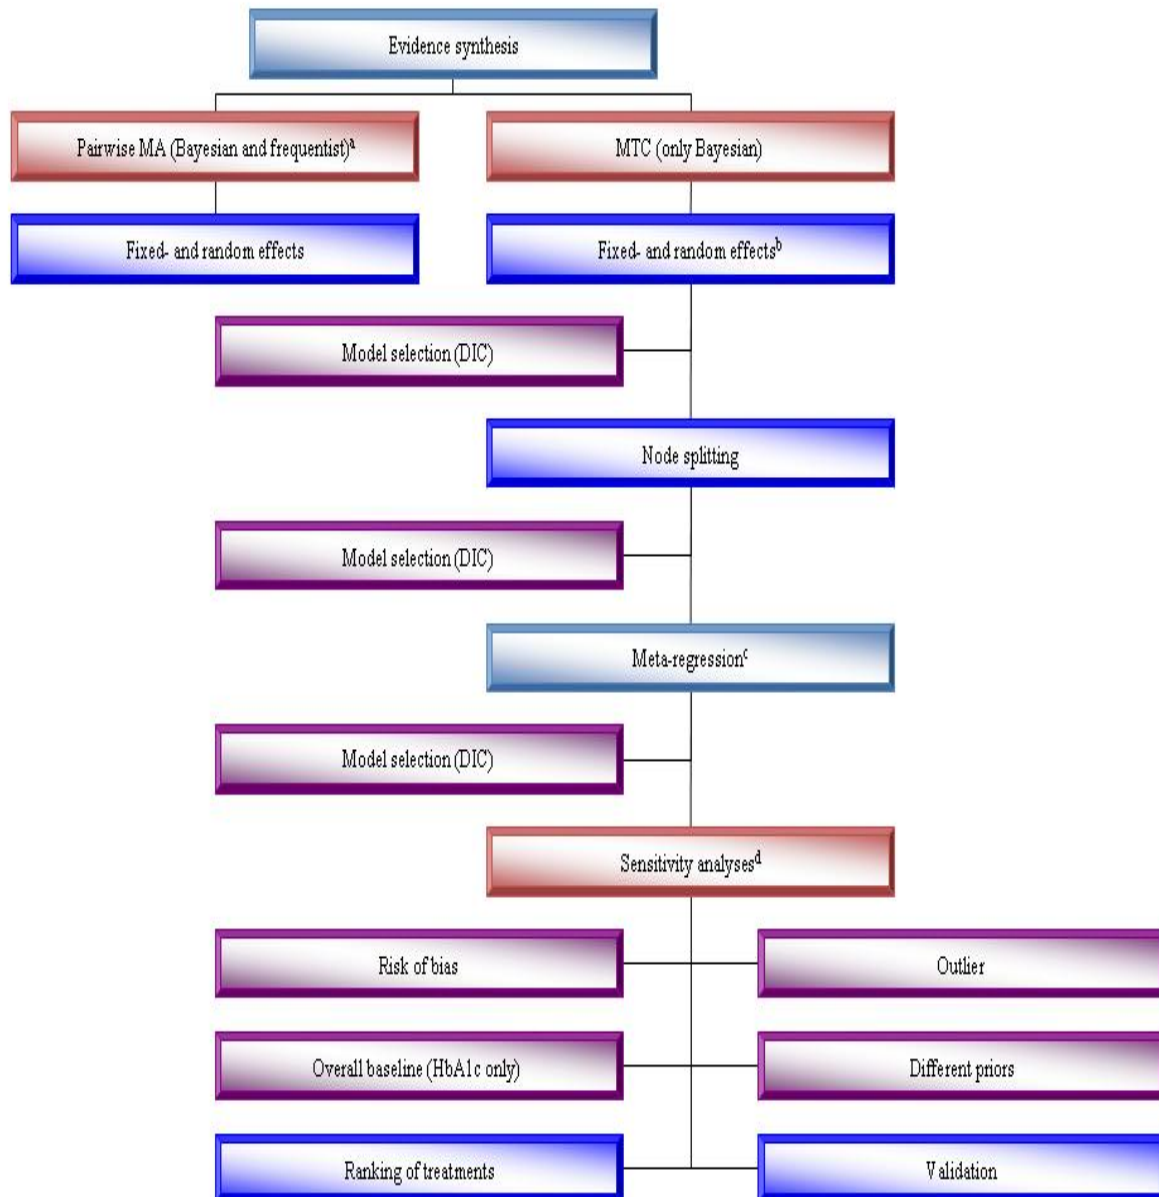 Evidence synthesis
Pairwise MA (Bayesian and frequentist)ª
MTC (only Bayesian)
Fixed- and random effects
Fixed- and random effectsᵇ
Model selection (DIC)
Node splitting
Model selection (DIC)
Meta-regressionᶜ
Model selection (DIC)
Sensitivity analysesᵈ
Risk of bias
Outlier
Overall baseline (HbA1c only)
Different priors
Ranking of treatments
Validation